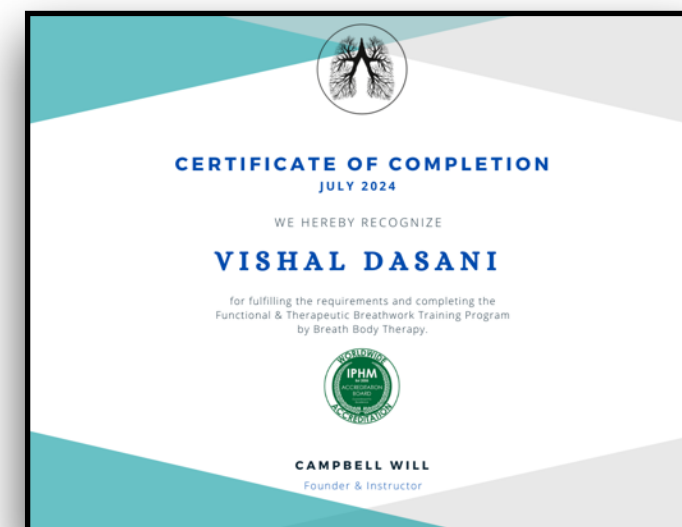 CERTIFICATE OF COMPLETION
JULY 2024
WE HEREBY RECOGNIZE
VISHAL DASANI
for fulfilling the requirements and completing the
Functional & Therapeutic Breathwork Training Program
by Breath Body Therapy.
WORLDWIDE
IPHM
ACCREDITATION
BOARD
ACCREDITATION
CAMPBELL WILL
Founder & Instructor